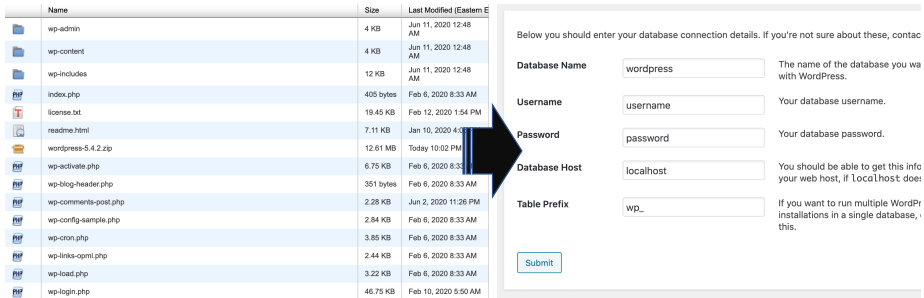 Name Size Last Modified (Eastern E
wp-admin 4 KB Jun 11, 2020 12:48 AM
wp-content 4 KB Jun 11, 2020 12:48 AM
wp-includes 12 KB Jun 11, 2020 12:48 AM
index.php 405 bytes Feb 6, 2020 8:33 AM
license.txt 19.45 KB Feb 12, 2020 1:54 PM
readme.html 7.11 KB Jan 10, 2020
wordpress-5.4.2.zip 12.61 MB Today 10:02 PM
wp-activate.php 6.75 KB Feb 6, 2020
wp-blog-header.php 351 bytes Feb 6, 2020 8:33 AM
wp-comments-post.php 2.28 KB Jun 2, 2020 11:26 PM
wp-config-sample.php 2.84 KB Feb 6, 2020 8:33 AM
wp-cron.php 3.85 KB Feb 6, 2020 8:33 AM
wp-links-opml.php 2.44 KB Feb 6, 2020 8:33 AM
wp-load.php 3.22 KB Feb 6, 2020 8:33 AM
wp-login.php 46.75 KB Feb 10, 2020 5:50 AM
Below you should enter your database connection details. If you're not sure about these, contac
Database Name wordpress The name of the database you wa
with WordPress.
Username username Your database username.
Password password Your database password.
Database Host localhost You should be able to get this info
your web host, if localhost does
Table Prefix wp_ If you want to run multiple WordPr
installations in a single database,
this.
Submit